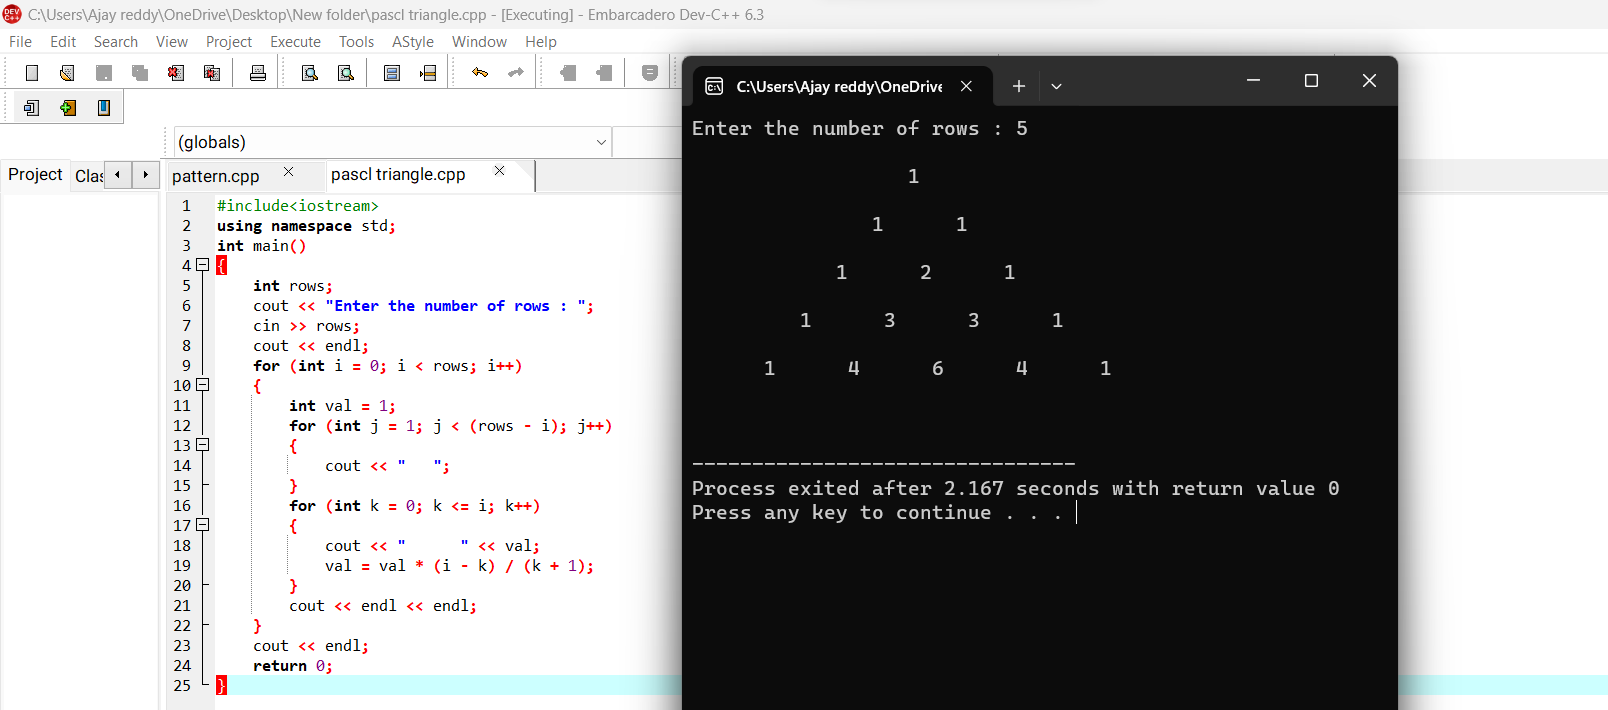 C:\Users\Ajay reddy\OneDrive\Desktop\New folder\pascl triangle.cpp - [Executing] - Embarcadero Dev-C++ 6.3
File Edit Search View Project Execute Tools AStyle Window Help
(globals)
Project Clas
pattern.cpp pascl triangle.cpp
1 #include<iostream>
2 using namespace std;
3 int main()
4 {
5     int rows;
6     cout << "Enter the number of rows : ";
7     cin >> rows;
8     cout << endl;
9     for (int i = 0; i < rows; i++)
10     {
11         int val = 1;
12         for (int j = 1; j < (rows - i); j++)
13         {
14             cout << "   ";
15         }
16         for (int k = 0; k <= i; k++)
17         {
18             cout << "      " << val;
19             val = val * (i - k) / (k + 1);
20         }
21         cout << endl << endl;
22     }
23     cout << endl;
24     return 0;
25 }
C:\Users\Ajay reddy\OneDrive
Enter the number of rows : 5
                  1
               1      1
            1      2      1
         1      3      3      1
      1      4      6      4      1
--------------------------------
Process exited after 2.167 seconds with return value 0
Press any key to continue . . .